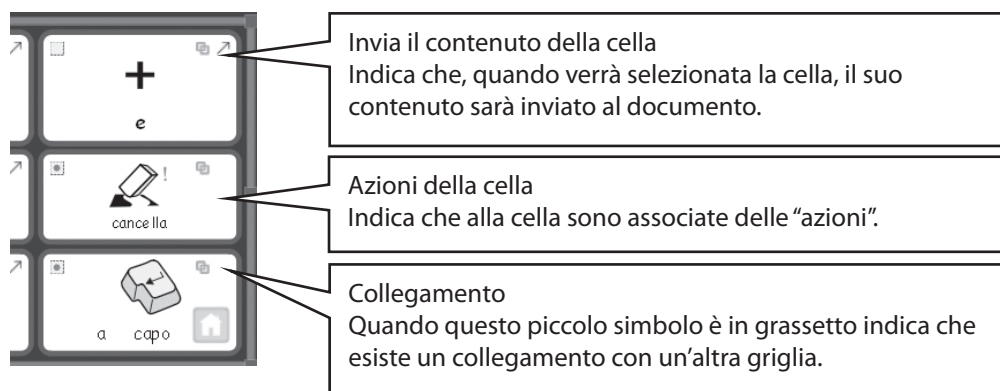 Invia il contenuto della cella
Indica che, quando verrà selezionata la cella, il suo
contenuto sarà inviato al documento.
e
Azioni della cella
Indica che alla cella sono associate delle “azioni”.
cancella
Collegamento
Quando questo piccolo simbolo è in grassetto indica che
esiste un collegamento con un’altra griglia.
a capo